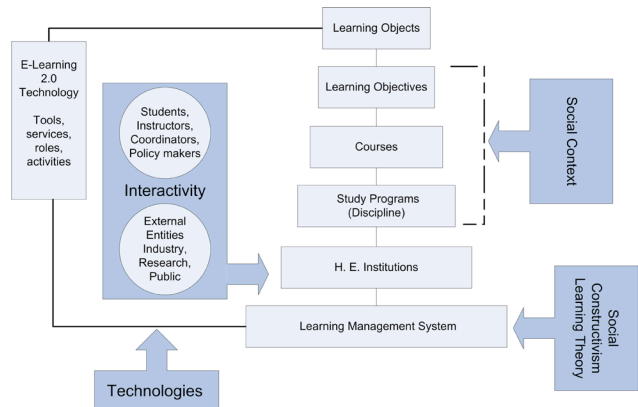 Learning Objects
E-Learning
2.0
Technology
Tools,
services,
roles,
activities
Students,
Instructors,
Coordinators,
Policy makers
Interactivity
External
Entities
Industry,
Research,
Public
Learning Objectives
Courses
Study Programs
(Discipline)
H. E. Institutions
Learning Management System
Social Context
Social
Constructivism
Learning Theory
Technologies